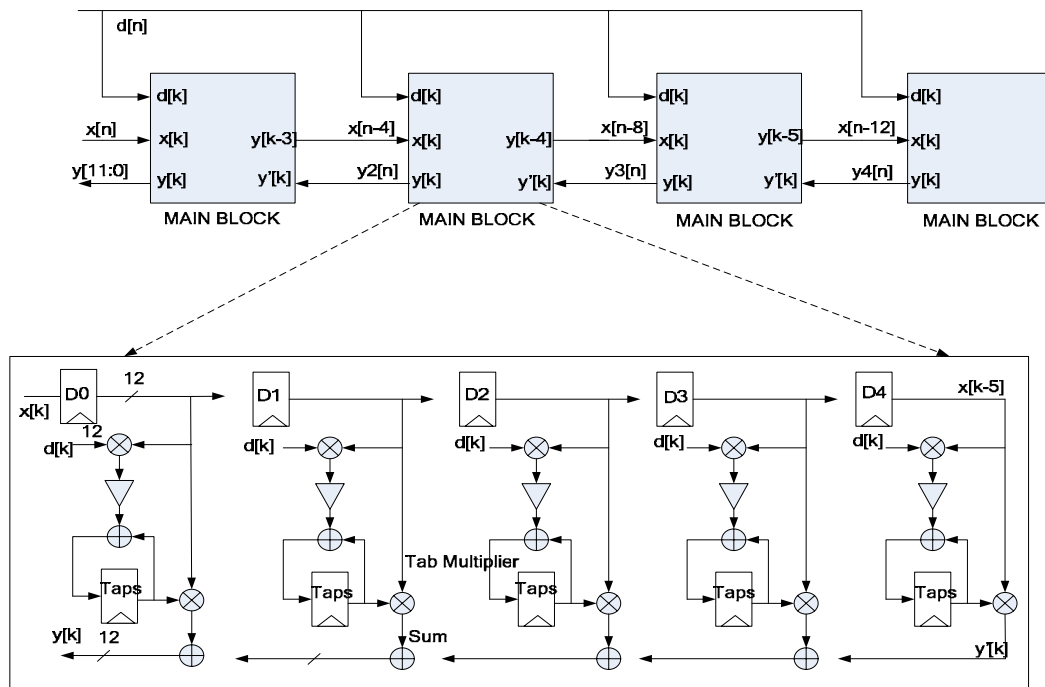 d[n]
d[k] d[k] d[k] d[k]
x[n] x[k] y[k-3] x[n-4] x[k] y[k-4] x[n-8] x[k] y[k-5] x[n-12] x[k]
y[11:0] y[k] y'[k] y2[n] y[k] y'[k] y3[n] y[k] y'[k] y4[n] y[k]
MAIN BLOCK MAIN BLOCK MAIN BLOCK MAIN BLOCK
D0 12 D1 D2 D3 D4 x[k-5]
x[k]
12
d[k] d[k] d[k] d[k] d[k]
Tab Multiplier
Taps Taps Taps Taps Taps
y[k] 12 Sum y'[k]